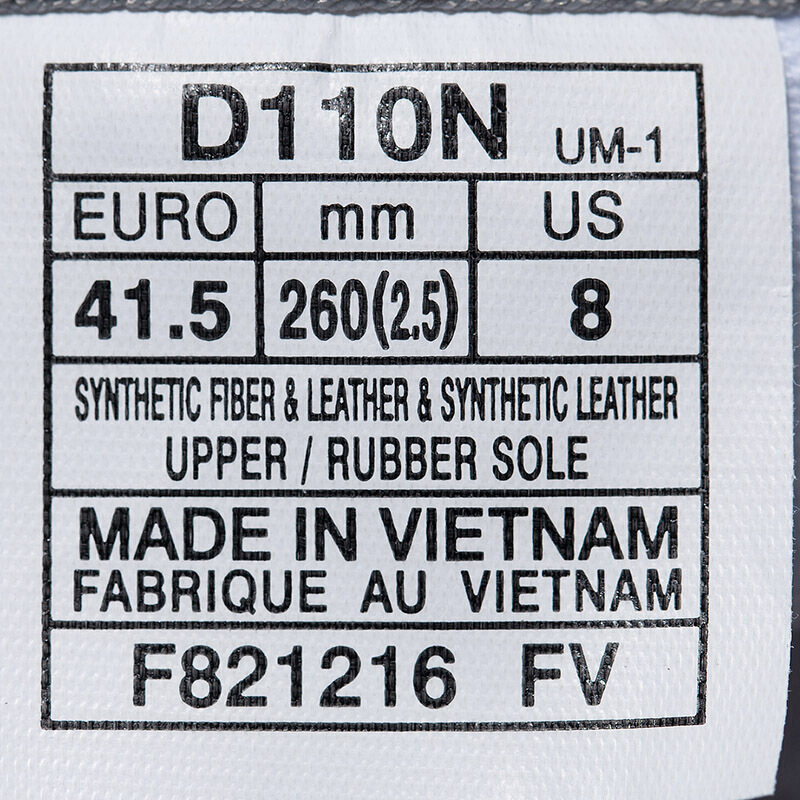 D110N UM-1
EURO mm US
41.5 260(2.5) 8
SYNTHETIC FIBER & LEATHER & SYNTHETIC LEATHER
UPPER / RUBBER SOLE
MADE IN VIETNAM
FABRIQUE AU VIETNAM
F821216 FV